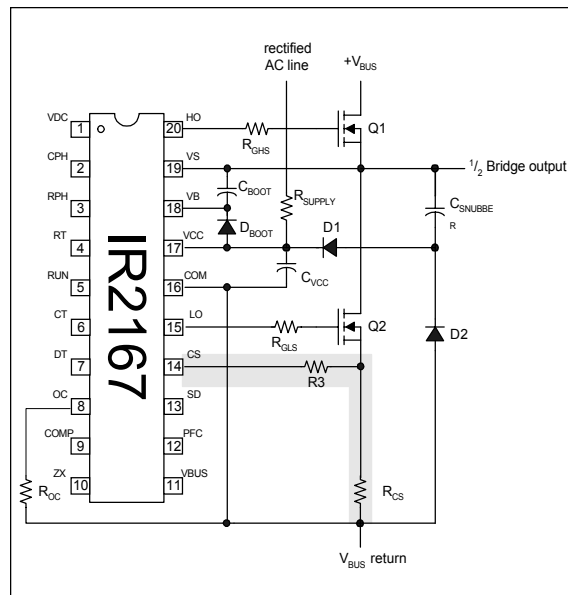 rectified
AC line
+VBUS
VDC 1
20 HO
RGHS
Q1
CPH 2
19 VS
1/2 Bridge output
CBOOT
RSUPPLY
CSNUBBE
R
RPH 3
18 VB
DBOOT
D1
RT 4
17 VCC
CVCC
RUN 5
16 COM
IR2167
CT 6
15 LO
RGLS
Q2
D2
DT 7
14 CS
R3
OC 8
13 SD
COMP 9
12 PFC
ZX 10
11 VBUS
ROC
RCS
VBUS return